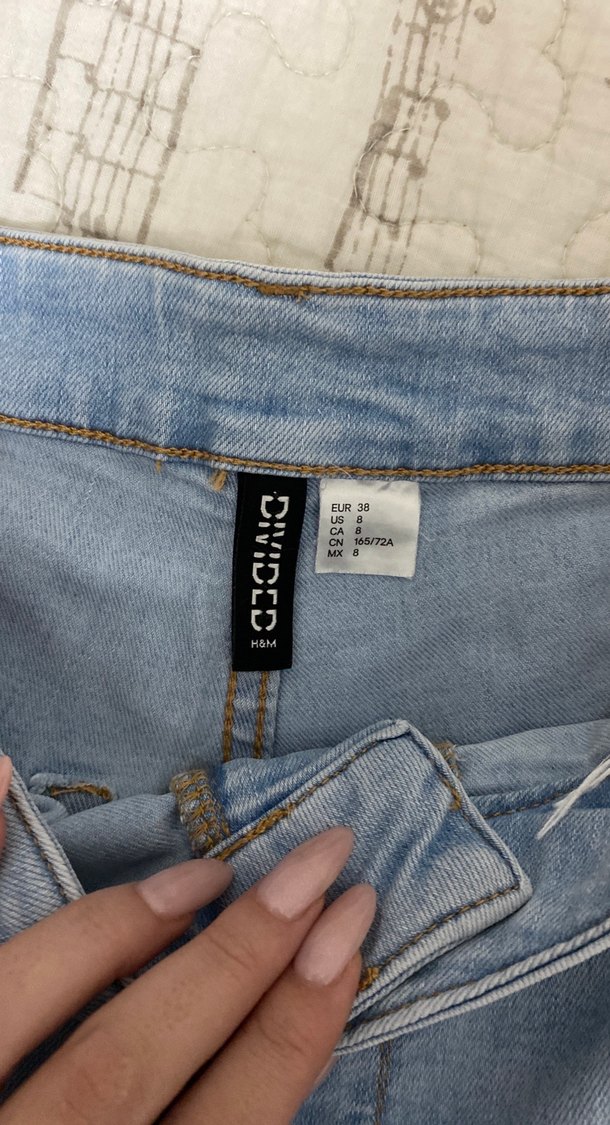 DIVIDED
H&M
EUR 38
US 8
CA 8
CN 165/72A
MX 8